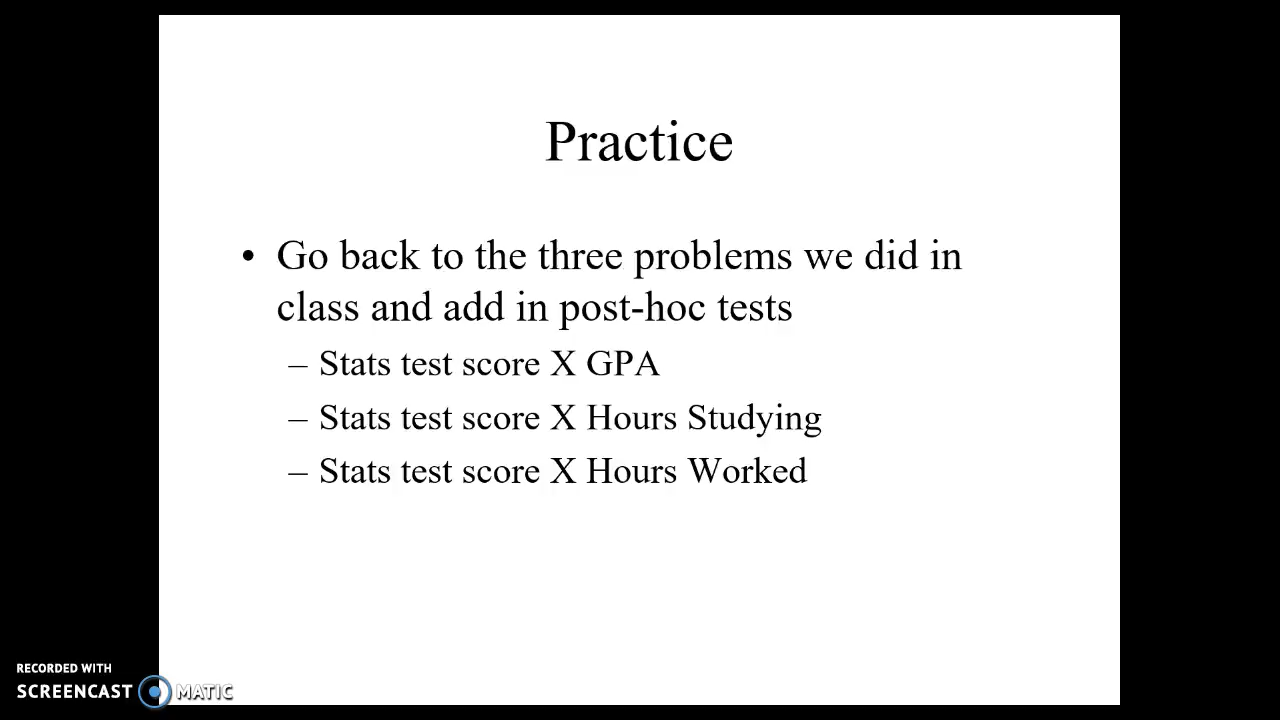 Practice
• Go back to the three problems we did in
class and add in post-hoc tests
– Stats test score X GPA
– Stats test score X Hours Studying
– Stats test score X Hours Worked
RECORDED WITH
SCREENCAST MATIC